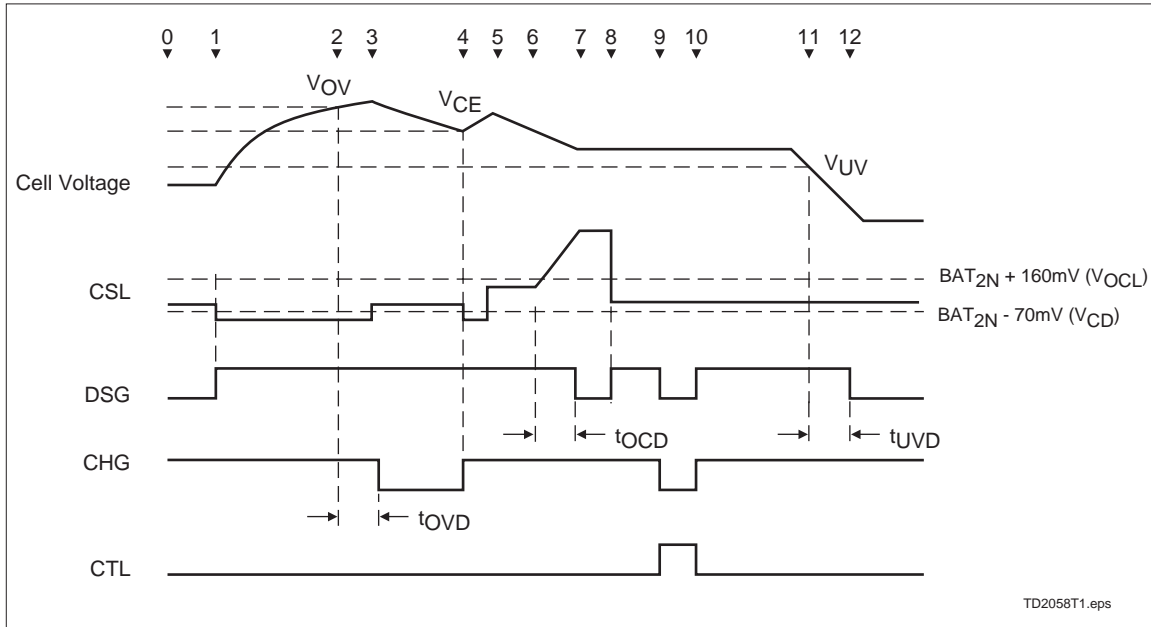 0 1 2 3 4 5 6 7 8 9 10 11 12
VOV
VCE
VUV
Cell Voltage
BAT2N + 160mV (VOCL)
CSL
BAT2N - 70mV (VCD)
DSG
tOCD
tUVD
CHG
tOVD
CTL
TD2058T1.eps